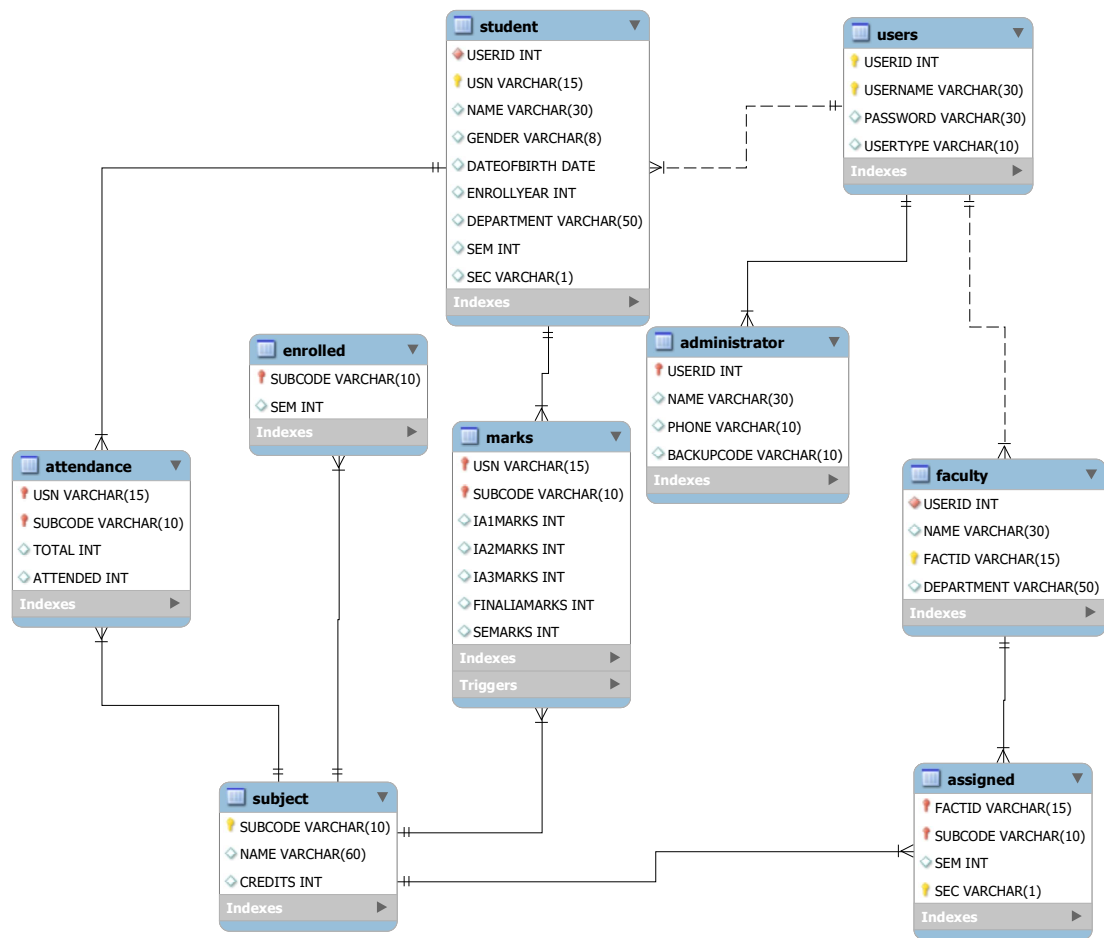 student
USERID INT
USN VARCHAR(15)
NAME VARCHAR(30)
GENDER VARCHAR(8)
DATEOFBIRTH DATE
ENROLLYEAR INT
DEPARTMENT VARCHAR(50)
SEM INT
SEC VARCHAR(1)
Indexes
users
USERID INT
USERNAME VARCHAR(30)
PASSWORD VARCHAR(30)
USERTYPE VARCHAR(10)
Indexes
enrolled
SUBCODE VARCHAR(10)
SEM INT
Indexes
administrator
USERID INT
NAME VARCHAR(30)
PHONE VARCHAR(10)
BACKUPCODE VARCHAR(10)
Indexes
attendance
USN VARCHAR(15)
SUBCODE VARCHAR(10)
TOTAL INT
ATTENDED INT
Indexes
marks
USN VARCHAR(15)
SUBCODE VARCHAR(10)
IA1MARKS INT
IA2MARKS INT
IA3MARKS INT
FINALIAMARKS INT
SEMARKS INT
Indexes
Triggers
faculty
USERID INT
NAME VARCHAR(30)
FACTID VARCHAR(15)
DEPARTMENT VARCHAR(50)
Indexes
subject
SUBCODE VARCHAR(10)
NAME VARCHAR(60)
CREDITS INT
Indexes
assigned
FACTID VARCHAR(15)
SUBCODE VARCHAR(10)
SEM INT
SEC VARCHAR(1)
Indexes